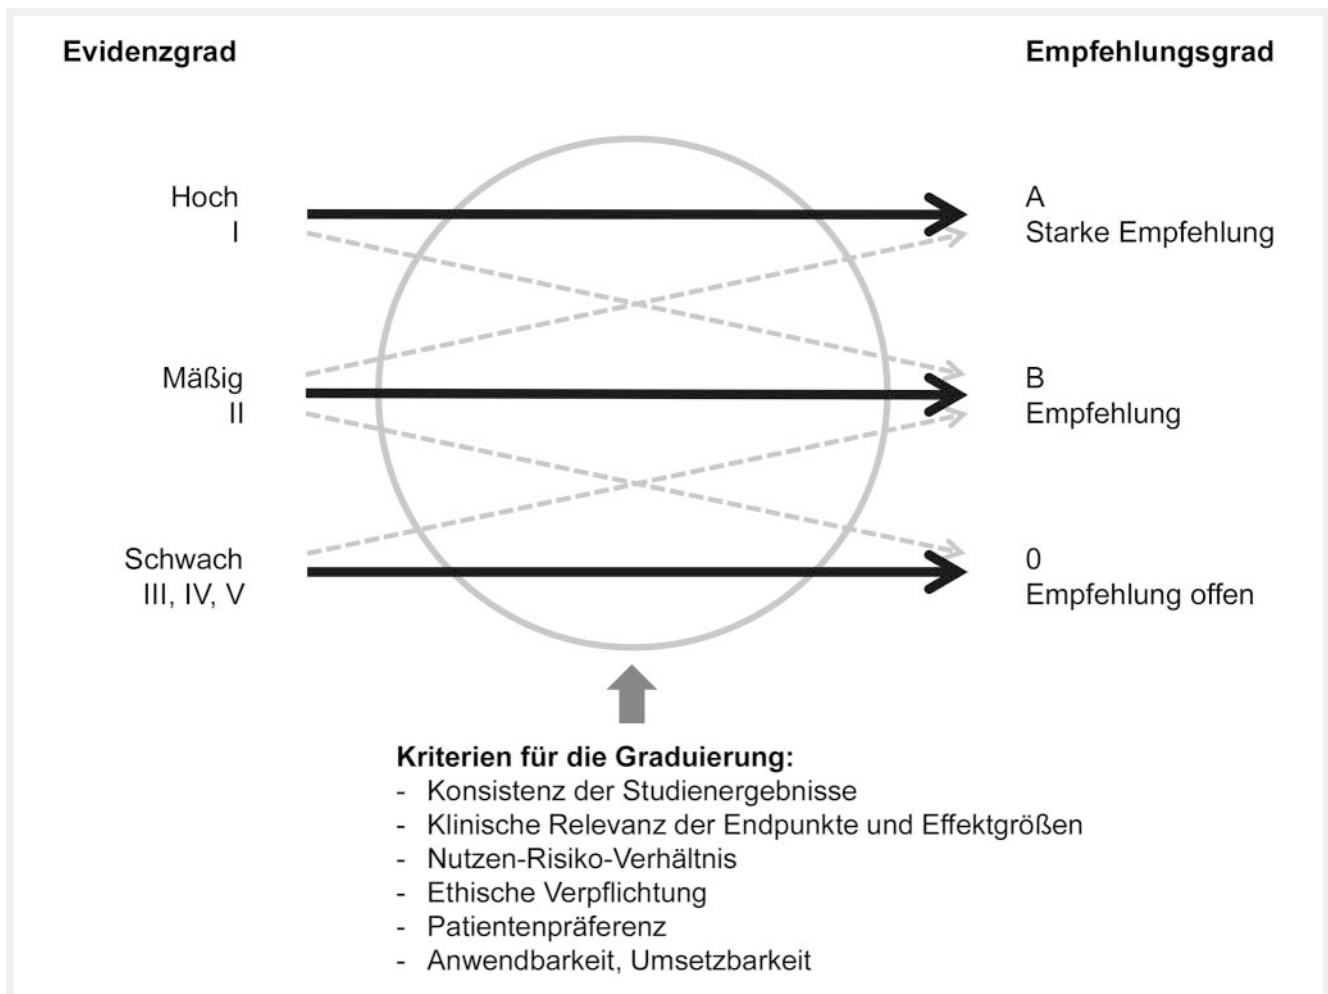 Evidenzgrad
Empfehlungsgrad
Hoch
I
A
Starke Empfehlung
Mäßig
II
B
Empfehlung
Schwach
III, IV, V
0
Empfehlung offen
Kriterien für die Graduierung:
- Konsistenz der Studienergebnisse
- Klinische Relevanz der Endpunkte und Effektgrößen
- Nutzen-Risiko-Verhältnis
- Ethische Verpflichtung
- Patientenpräferenz
- Anwendbarkeit, Umsetzbarkeit